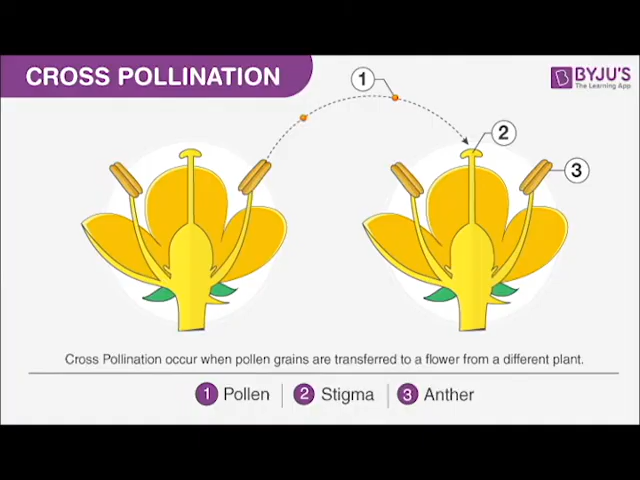 CROSS POLLINATION
BYJU'S
The Learning App
1
2
3
Cross Pollination occur when pollen grains are transferred to a flower from a different plant.
1 Pollen 2 Stigma 3 Anther